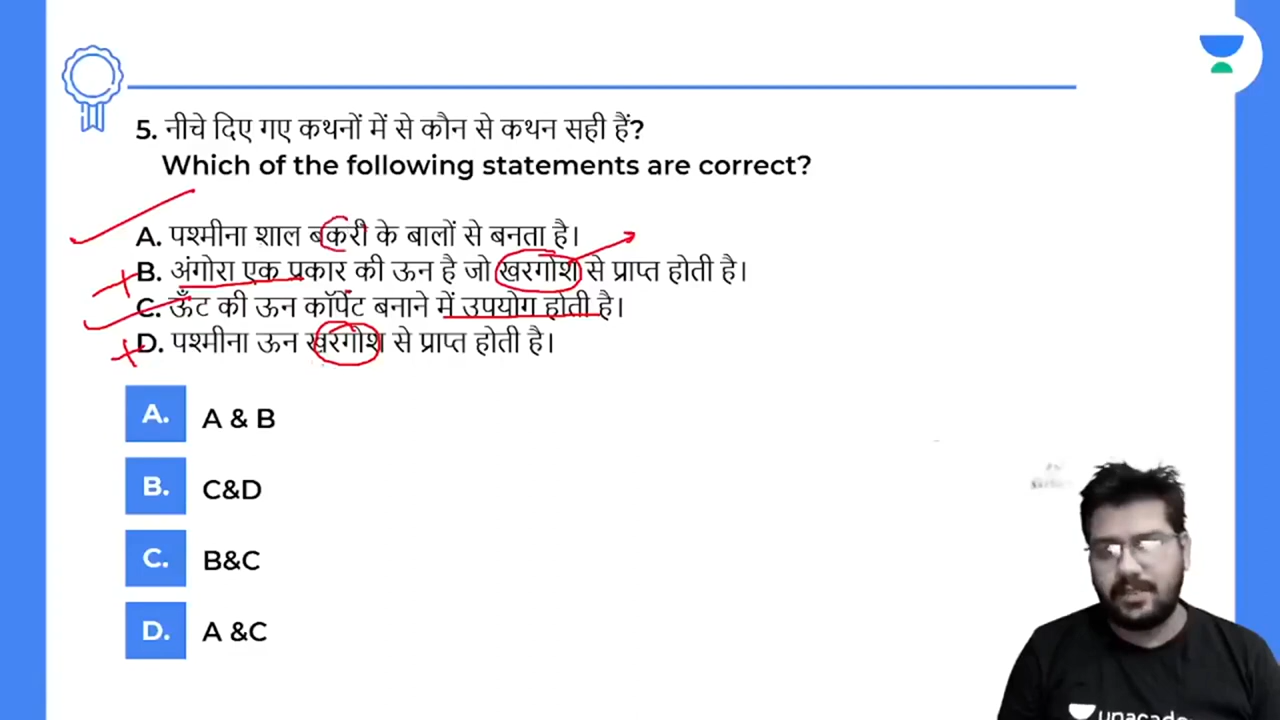 5. नीचे दिए गए कथनों में से कौन से कथन सही हैं?
Which of the following statements are correct?
A. पश्मीना शाल बकरी के बालों से बनता है।
B. अंगोरा एक प्रकार की ऊन है जो खरगोश से प्राप्त होती है।
C. ऊँट की ऊन कॉर्पेट बनाने में उपयोग होती है।
D. पश्मीना ऊन खरगोश से प्राप्त होती है।
A. A & B
B. C&D
C. B&C
D. A &C